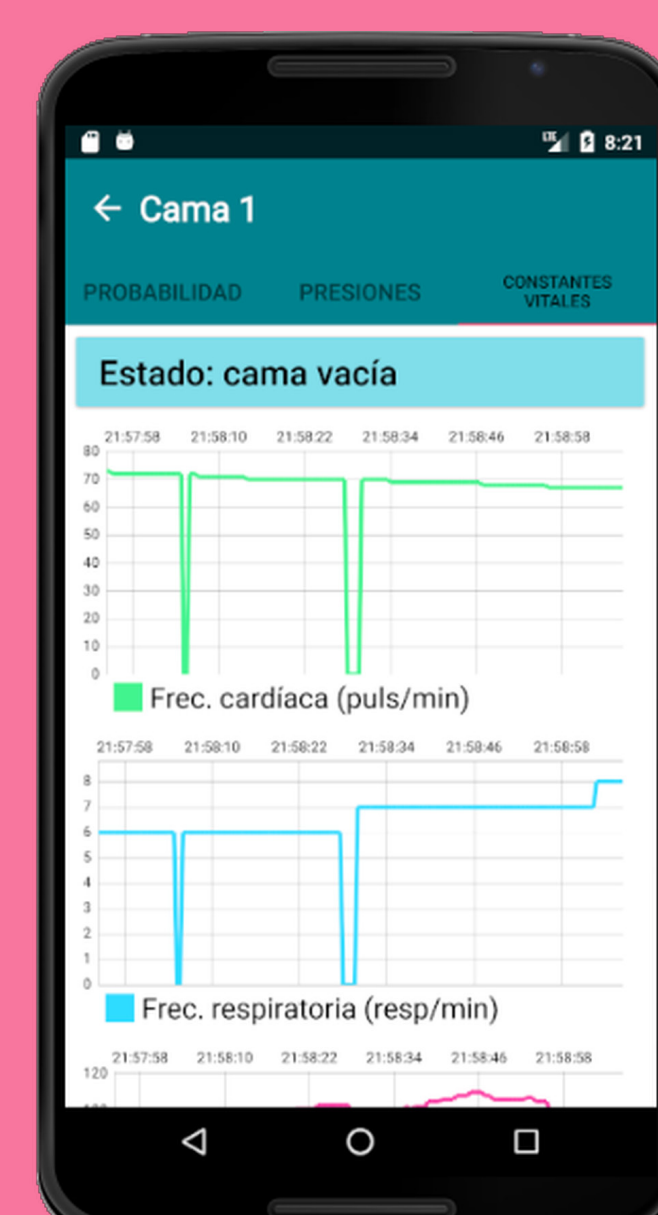 LTE 8:21
Cama 1
PROBABILIDAD PRESIONES CONSTANTES VITALES
Estado: cama vacía
21:57:58 21:58:10 21:58:22 21:58:34 21:58:46 21:58:58
80
70
60
50
40
30
20
10
0
Frec. cardíaca (puls/min)
21:57:58 21:58:10 21:58:22 21:58:34 21:58:46 21:58:58
8
7
6
5
4
3
2
1
0
Frec. respiratoria (resp/min)
21:57:58 21:58:10 21:58:22 21:58:34 21:58:46 21:58:58
120